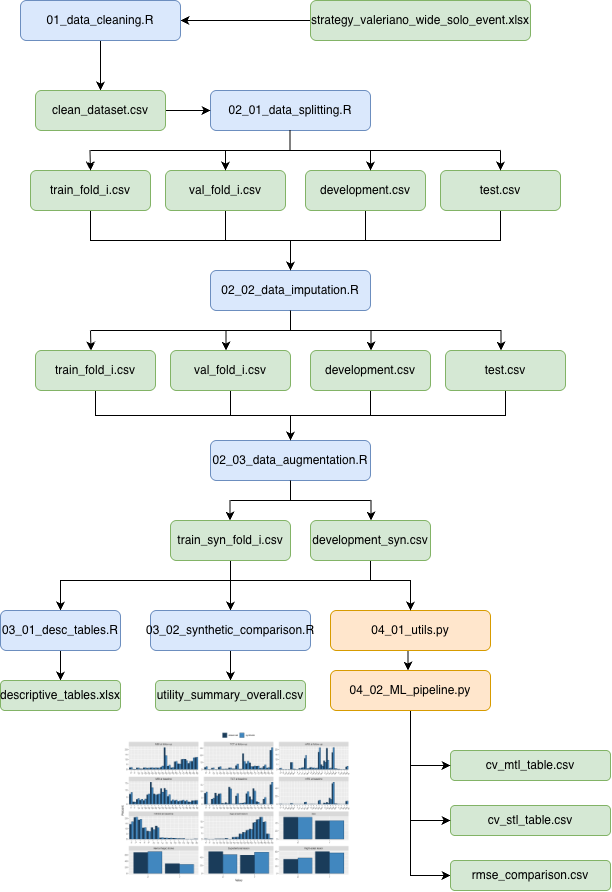 01_data_cleaning.R
strategy_valeriano_wide_solo_event.xlsx
clean_dataset.csv
02_01_data_splitting.R
train_fold_i.csv
val_fold_i.csv
development.csv
test.csv
02_02_data_imputation.R
train_fold_i.csv
val_fold_i.csv
development.csv
test.csv
02_03_data_augmentation.R
train_syn_fold_i.csv
development_syn.csv
03_01_desc_tables.R
03_02_synthetic_comparison.R
04_01_utils.py
descriptive_tables.xlsx
utility_summary_overall.csv
04_02_ML_pipeline.py
cv_mtl_table.csv
cv_stl_table.csv
rmse_comparison.csv